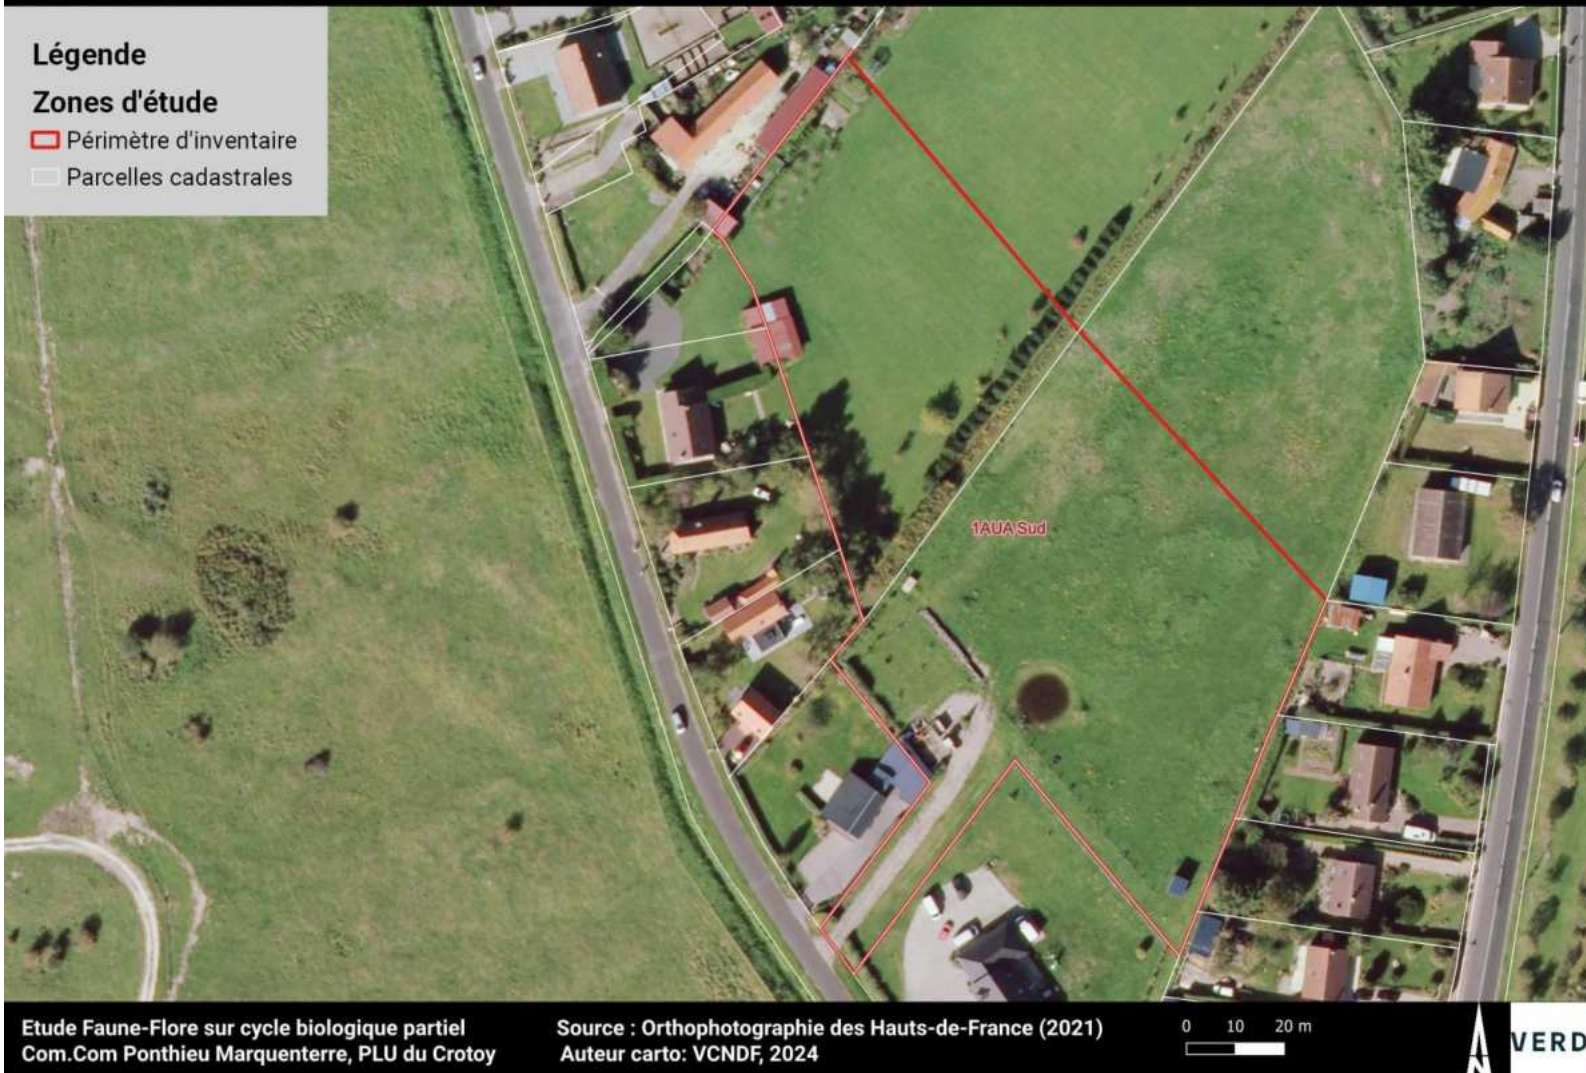 Légende
Zones d'étude
Périmètre d'inventaire
Parcelles cadastrales
1AUA Sud
Etude Faune-Flore sur cycle biologique partiel
Com.Com Ponthieu Marquenterre, PLU du Crotoy
Source : Orthophotographie des Hauts-de-France (2021)
Auteur carto: VCNDF, 2024
0 10 20 m
N
VERD